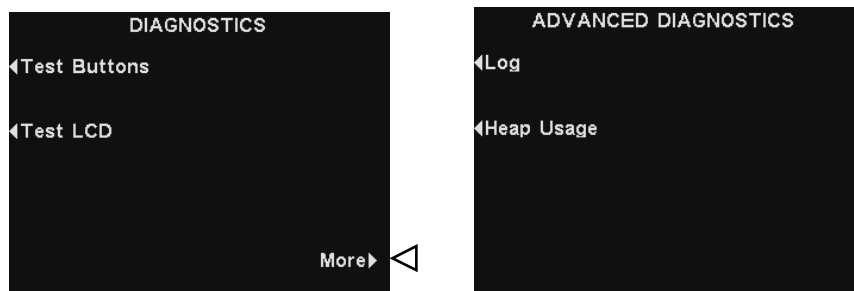 DIAGNOSTICS
Test Buttons
Test LCD
More
ADVANCED DIAGNOSTICS
Log
Heap Usage